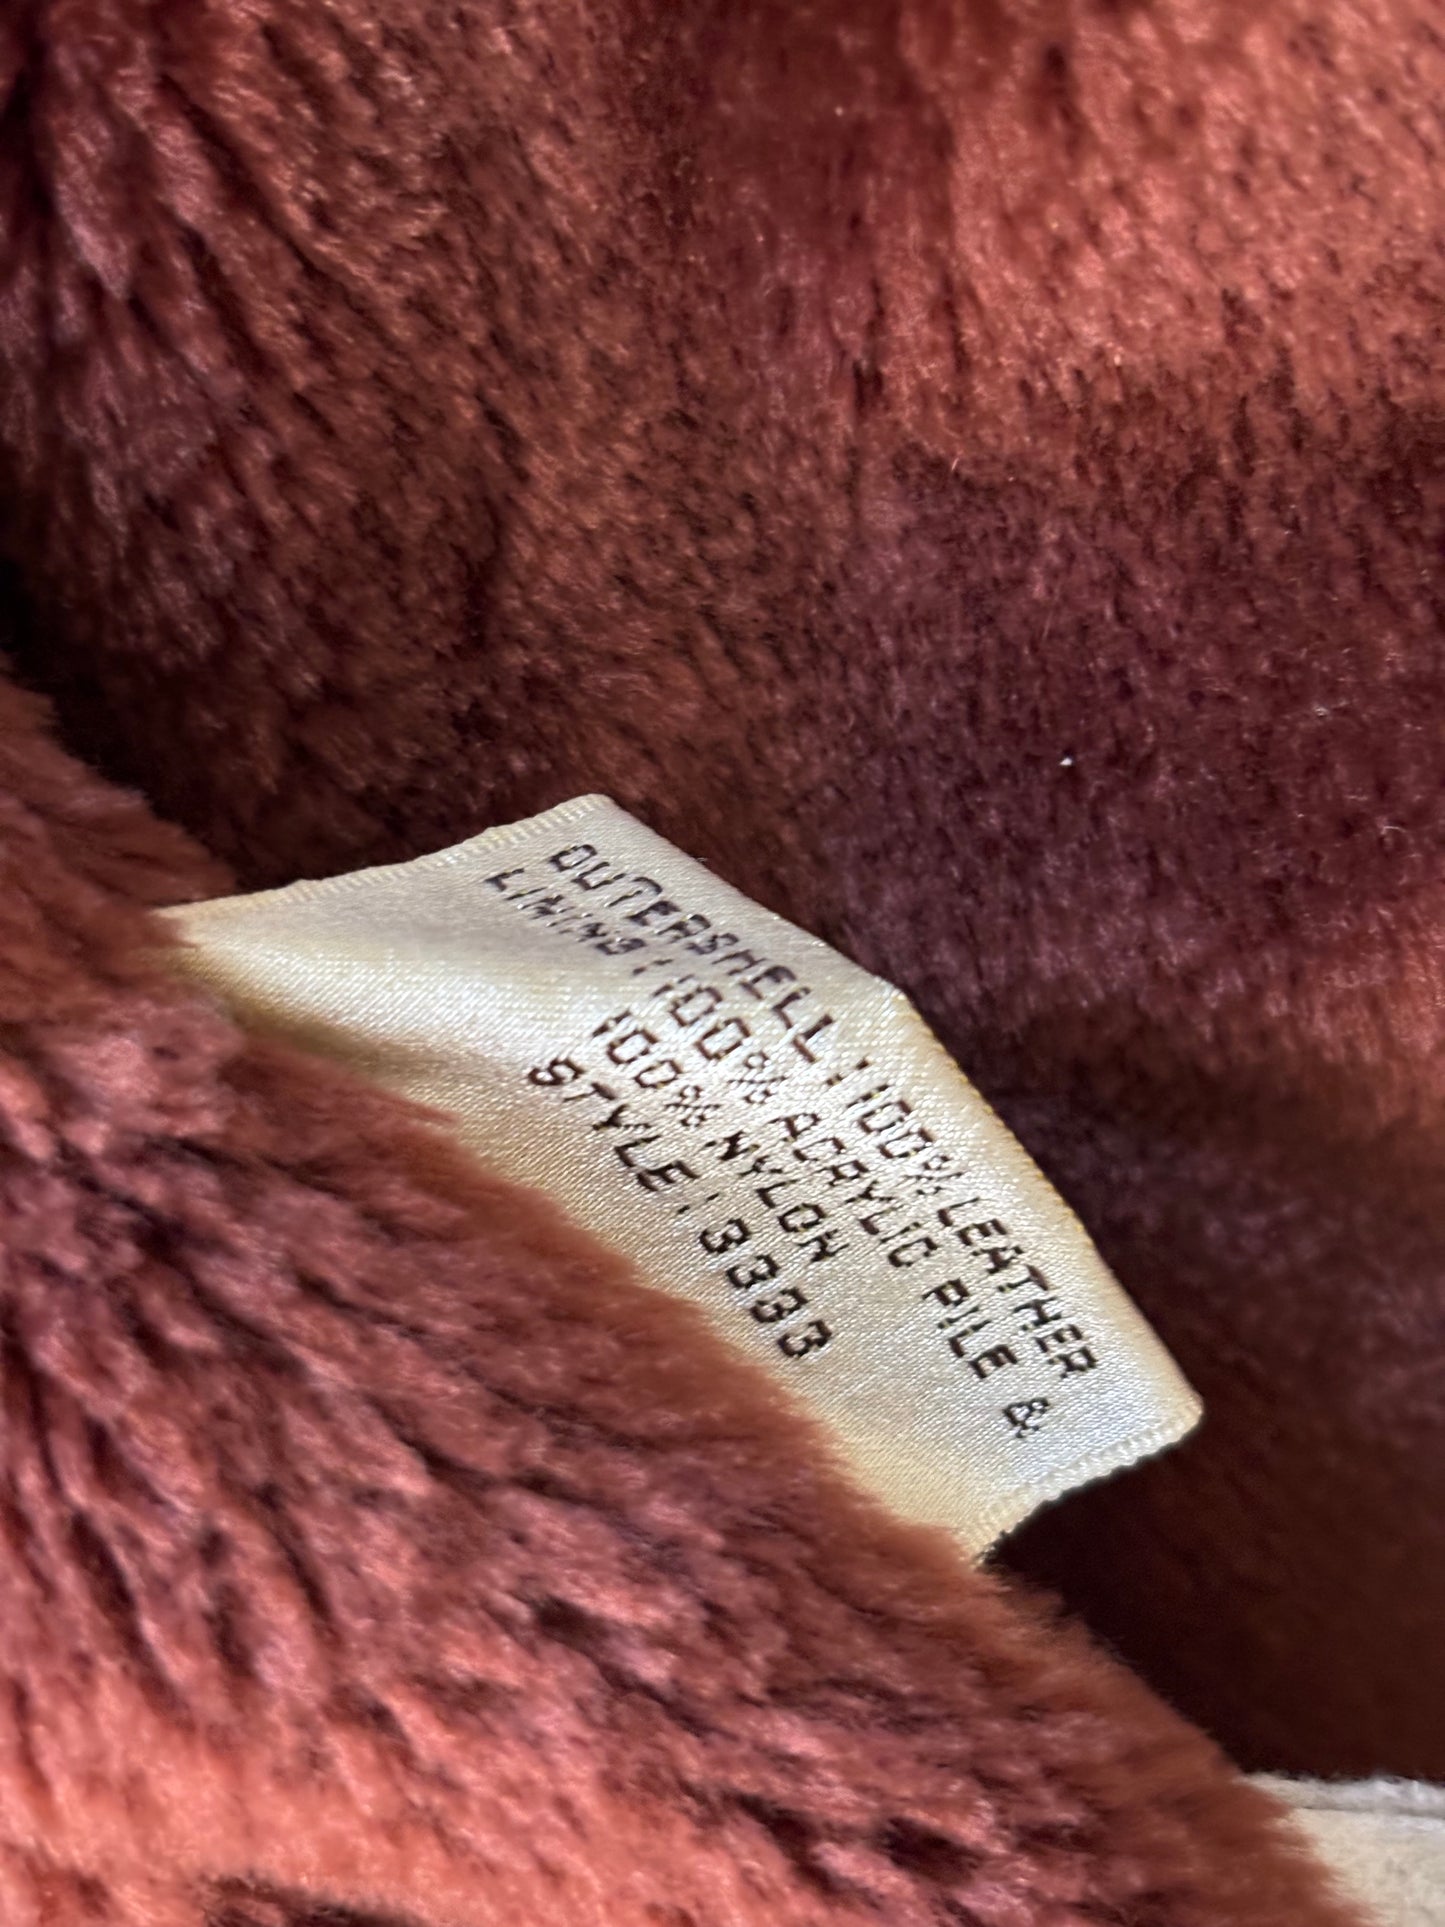 OUTERSHELL : 100% LEATHER
LINING : 100% ACRYLIC PILE &
100% NYLON
STYLE : 3333